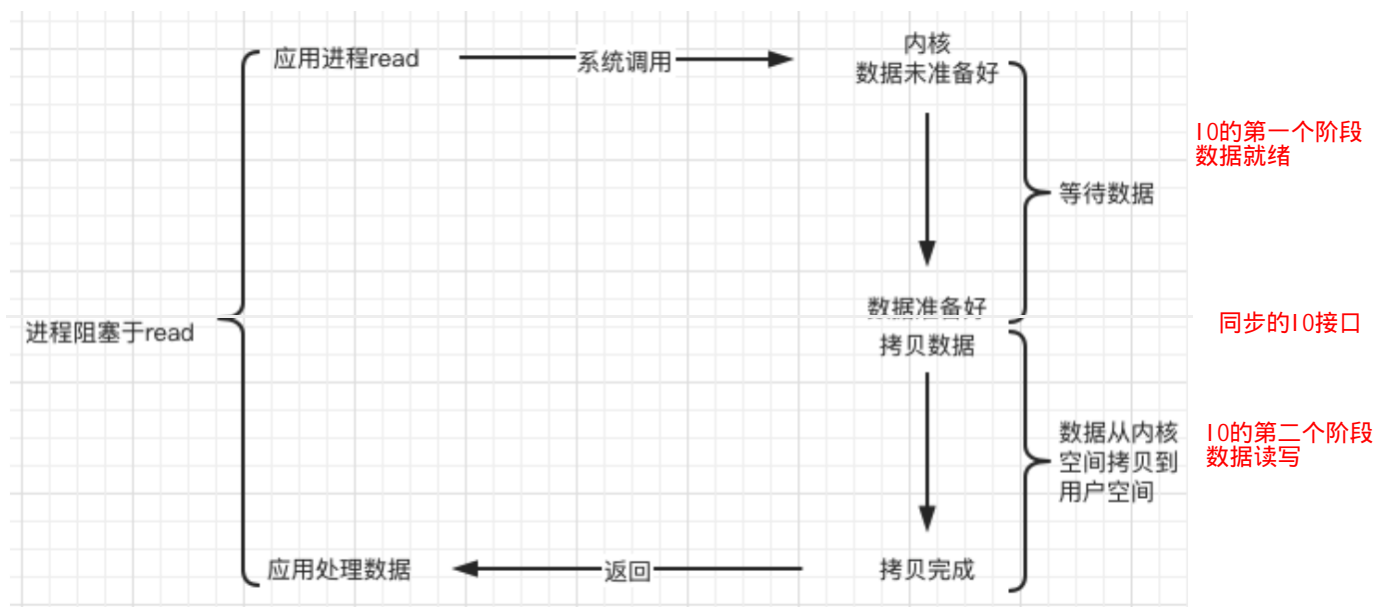 应用进程read
系统调用
内核
数据未准备好
IO的第一个阶段
数据就绪
等待数据
数据准备好
同步的IO接口
进程阻塞于read
拷贝数据
数据从内核
空间拷贝到
用户空间
IO的第二个阶段
数据读写
应用处理数据
返回
拷贝完成